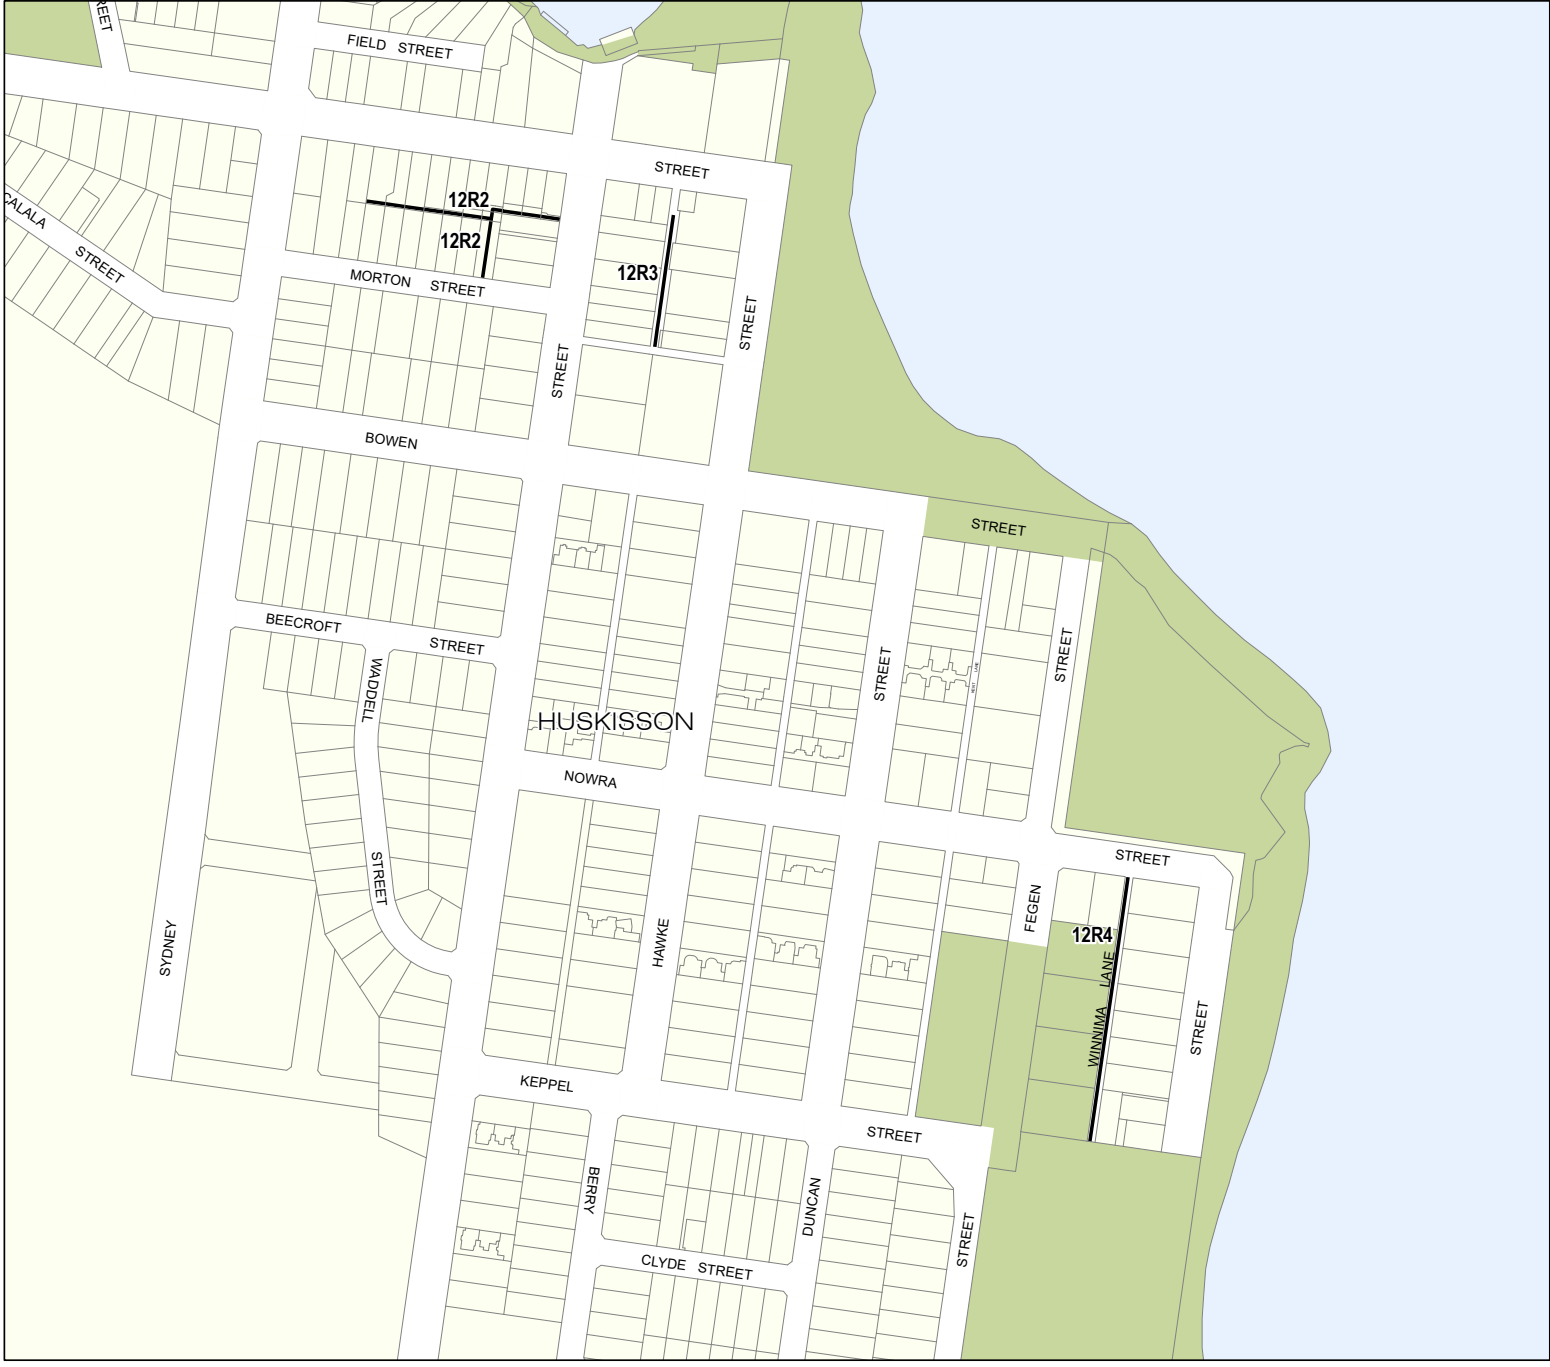 REET
FIELD STREET
STREET
12R2
CALALA
STREET
12R2
12R3
MORTON STREET
STREET
STREET
BOWEN
STREET
BEECROFT
STREET
WADDELL
STREET
STREET
KENT LANE
HUSKISSON
NOWRA
STREET
STREET
FEGEN
SYDNEY
HAWKE
12R4
WINNIMA LANE
STREET
KEPPEL
STREET
BERRY
DUNCAN
STREET
CLYDE STREET